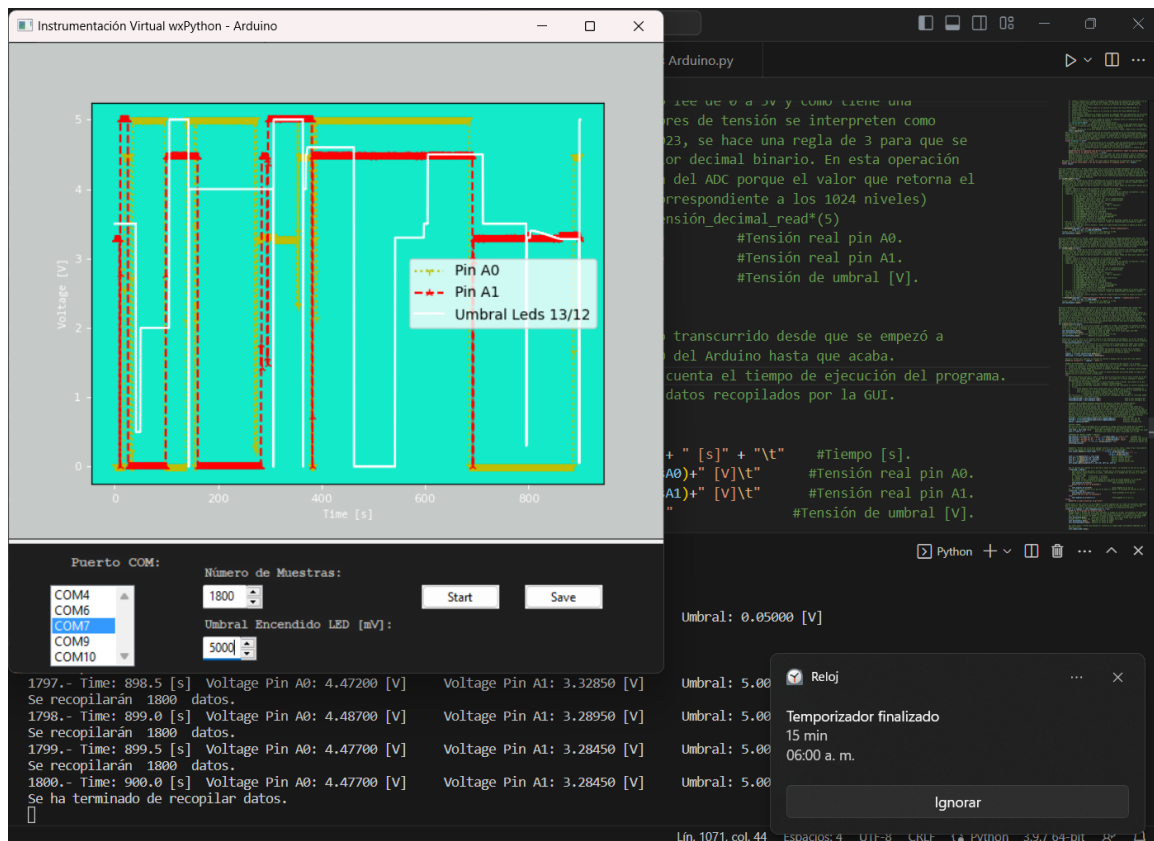 Instrumentación Virtual wxPython - Arduino
Arduino.py
5
4
3
2
1
0
Voltage [V]
0 200 400 600 800
Time [s]
Pin A0
Pin A1
Umbral Leds 13/12
Puerto COM:
COM4
COM6
COM7
COM9
COM10
Número de Muestras:
1800
Umbral Encendido LED [mV]:
5000
Start
Save
lee de 0 a 5V y como tiene una
res de tensión se interpreten como
23, se hace una regla de 3 para que se
or decimal binario. En esta operación
del ADC porque el valor que retorna el
orrespondiente a los 1024 niveles)
ensión_decimal_read*(5)
#Tensión real pin A0.
#Tensión real pin A1.
#Tensión de umbral [V].
transcurrido desde que se empezó a
del Arduino hasta que acaba.
cuenta el tiempo de ejecución del programa.
datos recopilados por la GUI.
+ " [s]" + "\t" #Tiempo [s].
A0)+" [V]\t" #Tensión real pin A0.
A1)+" [V]\t" #Tensión real pin A1.
" #Tensión de umbral [V].
Python
Umbral: 0.05000 [V]
1797.- Time: 898.5 [s] Voltage Pin A0: 4.47200 [V] Voltage Pin A1: 3.32850 [V] Umbral: 5.00
Se recopilarán 1800 datos.
1798.- Time: 899.0 [s] Voltage Pin A0: 4.48700 [V] Voltage Pin A1: 3.28950 [V] Umbral: 5.00
Se recopilarán 1800 datos.
1799.- Time: 899.5 [s] Voltage Pin A0: 4.47700 [V] Voltage Pin A1: 3.28450 [V] Umbral: 5.00
Se recopilarán 1800 datos.
1800.- Time: 900.0 [s] Voltage Pin A0: 4.47700 [V] Voltage Pin A1: 3.28450 [V] Umbral: 5.00
Se ha terminado de recopilar datos.
Reloj
Temporizador finalizado
15 min
06:00 a. m.
Ignorar
Lín. 1071, col. 44 Espacios: 4 UTF-8 CRLF Python 3.9.7 64-bit